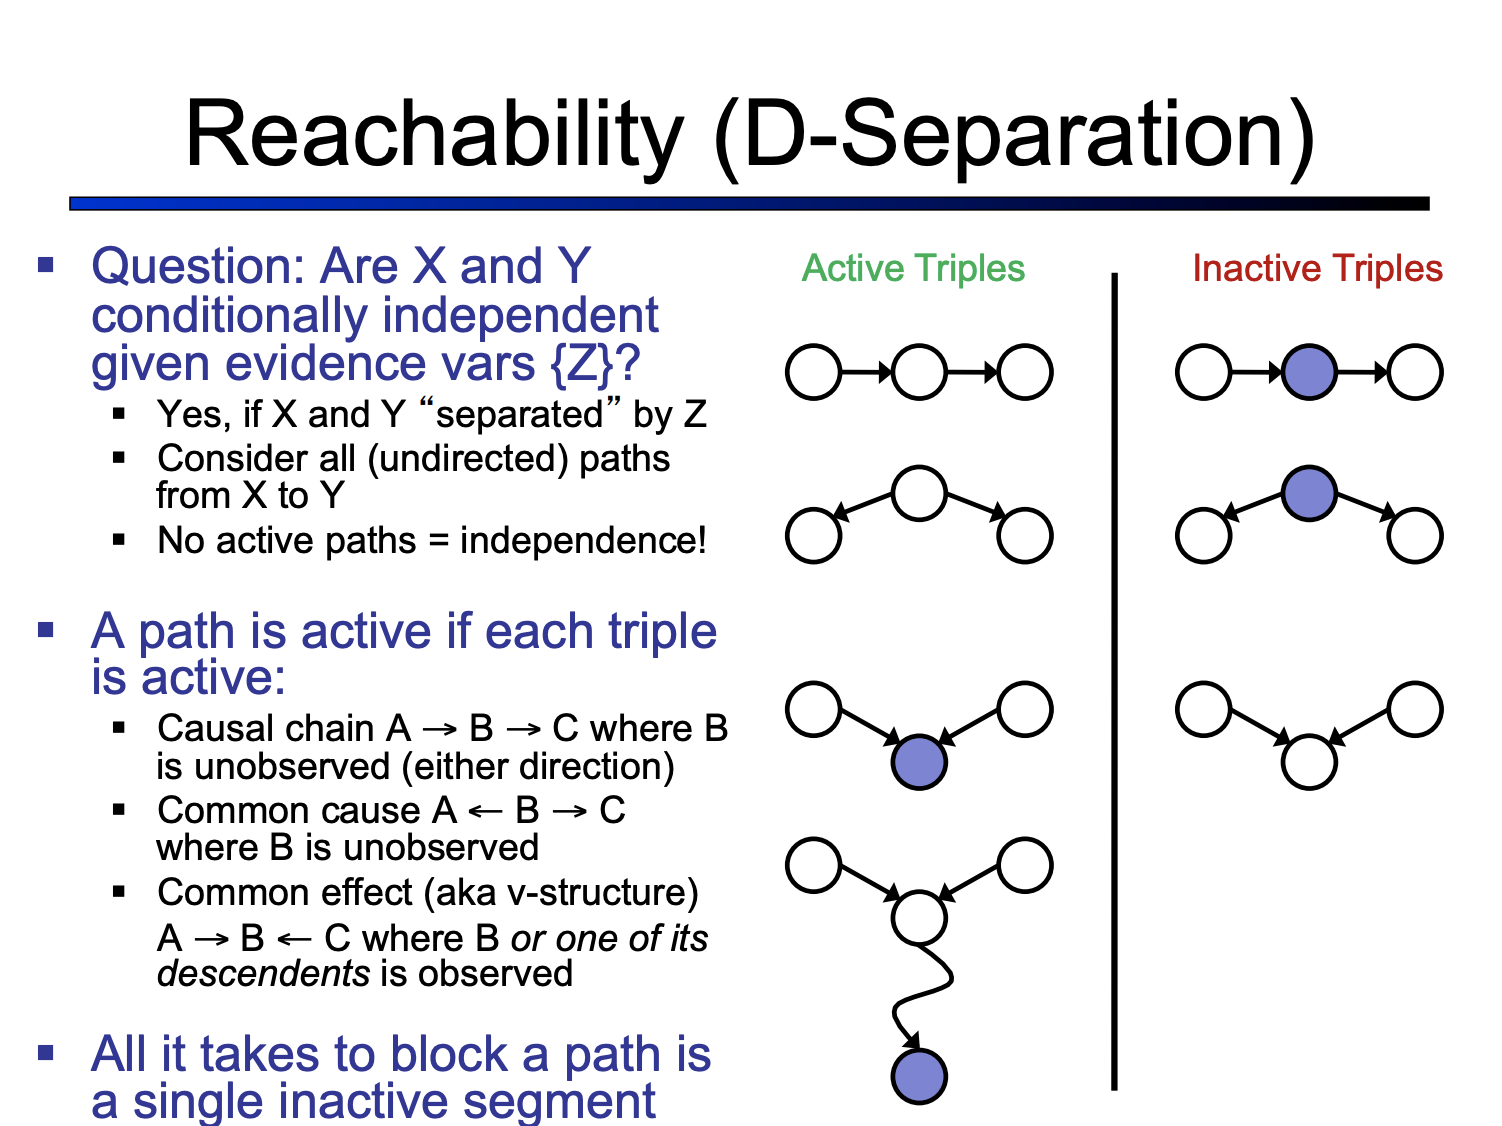 Reachability (D-Separation)
▪ Question: Are X and Y
conditionally independent
given evidence vars {Z}?
▪ Yes, if X and Y “separated” by Z
▪ Consider all (undirected) paths
from X to Y
▪ No active paths = independence!
▪ A path is active if each triple
is active:
▪ Causal chain A → B → C where B
is unobserved (either direction)
▪ Common cause A ← B → C
where B is unobserved
▪ Common effect (aka v-structure)
A → B ← C where B or one of its
descendents is observed
▪ All it takes to block a path is
a single inactive segment
Active Triples
Inactive Triples